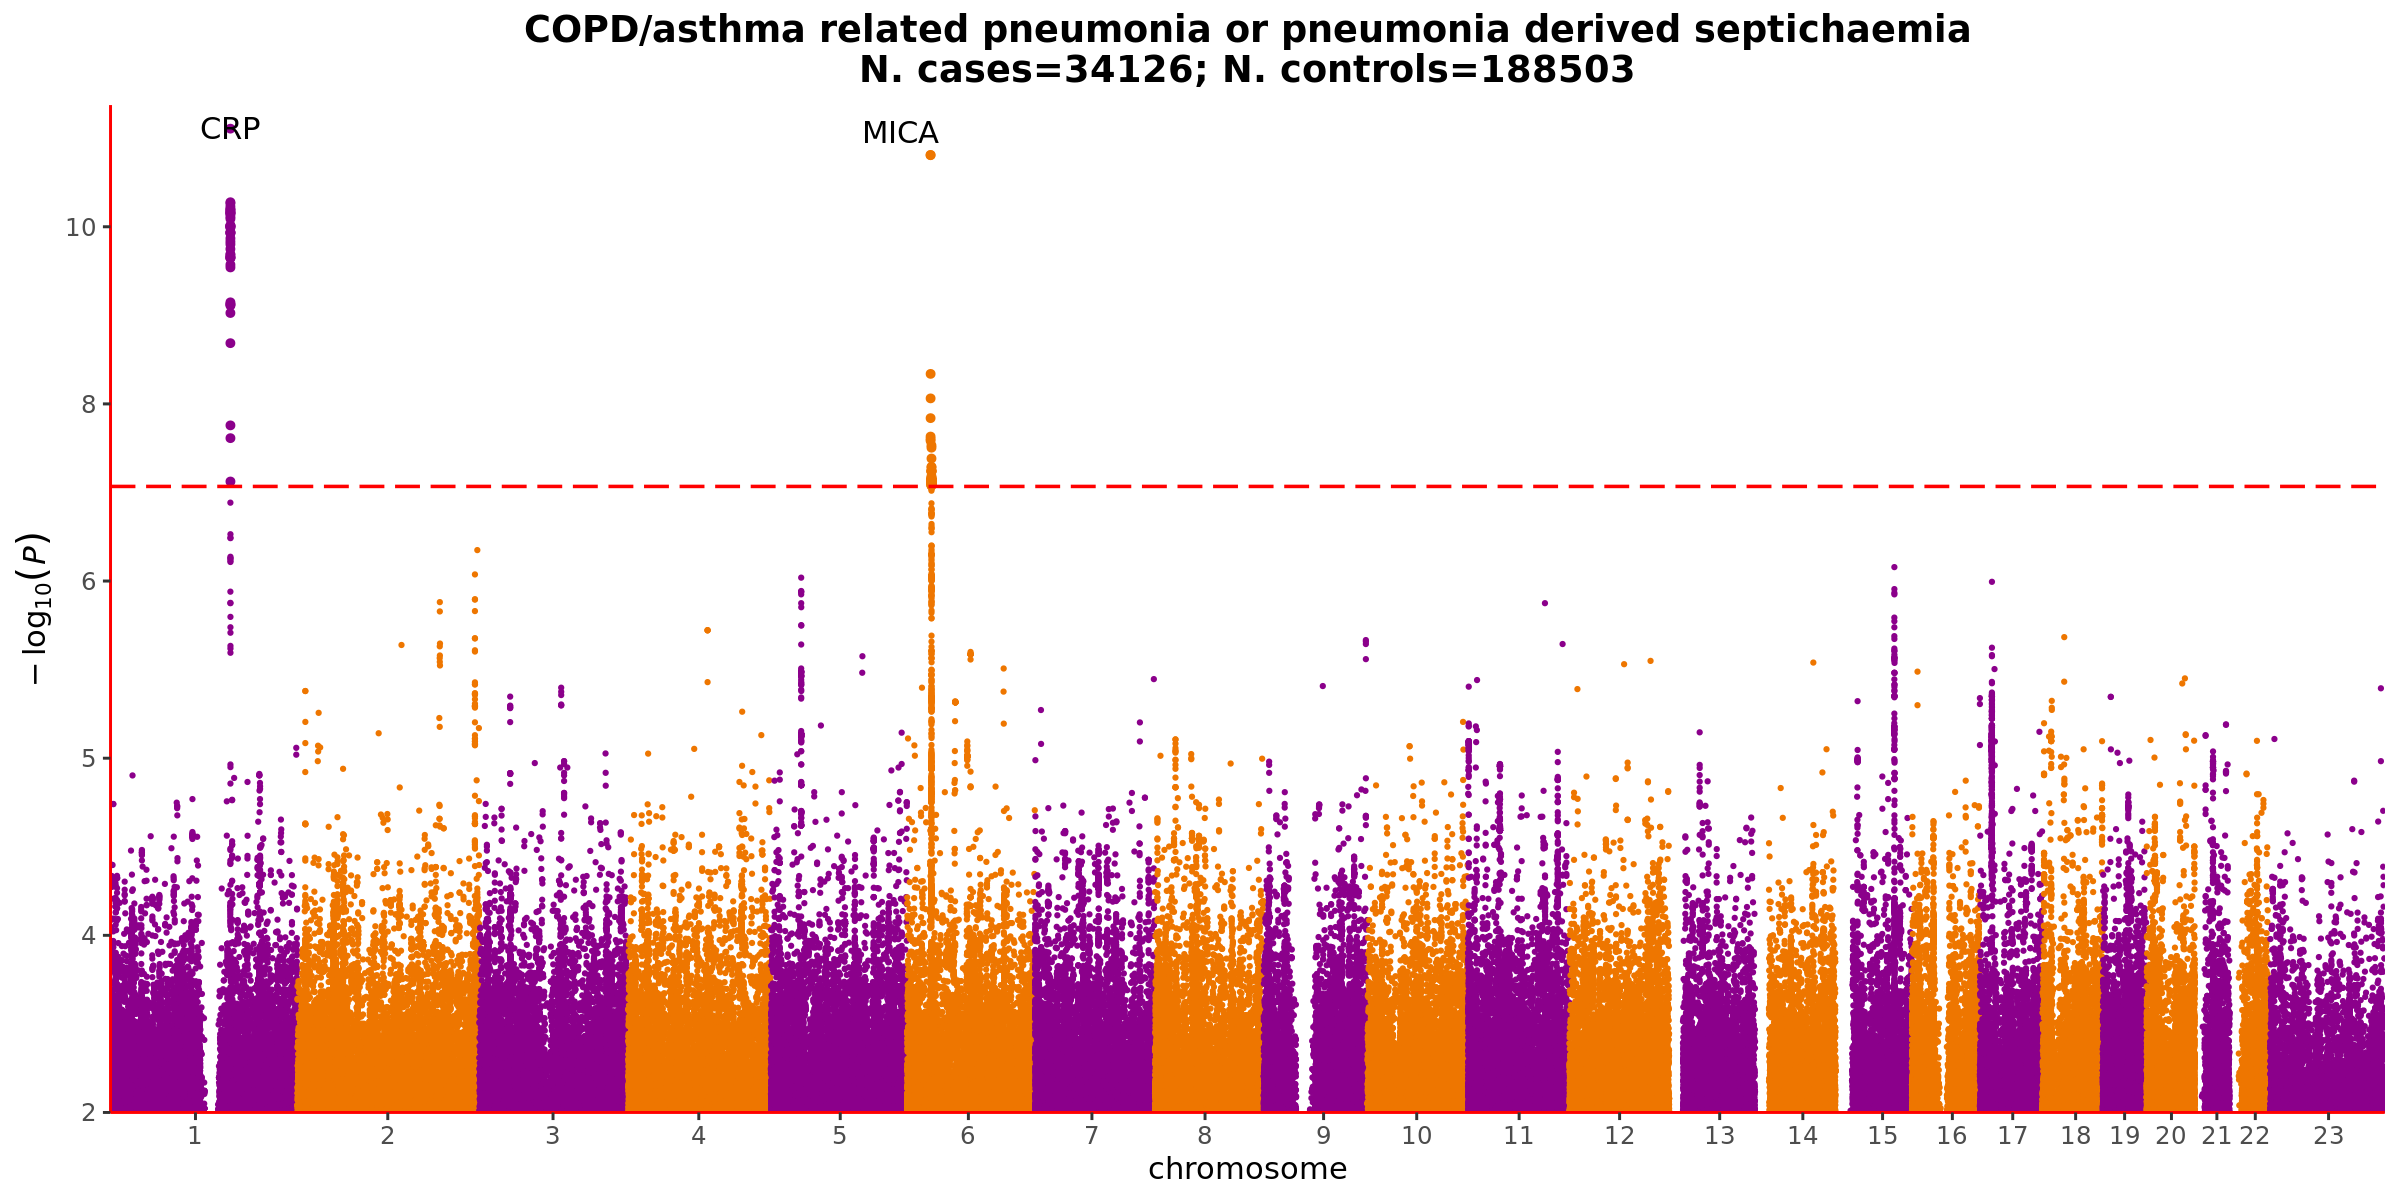 COPD/asthma related pneumonia or pneumonia derived septichaemia
N. cases=34126; N. controls=188503
CRP
MICA
10
8
6
5
4
2
−log₁₀(P)
1 2 3 4 5 6 7 8 9 10 11 12 13 14 15 16 17 18 19 20 21 22 23
chromosome